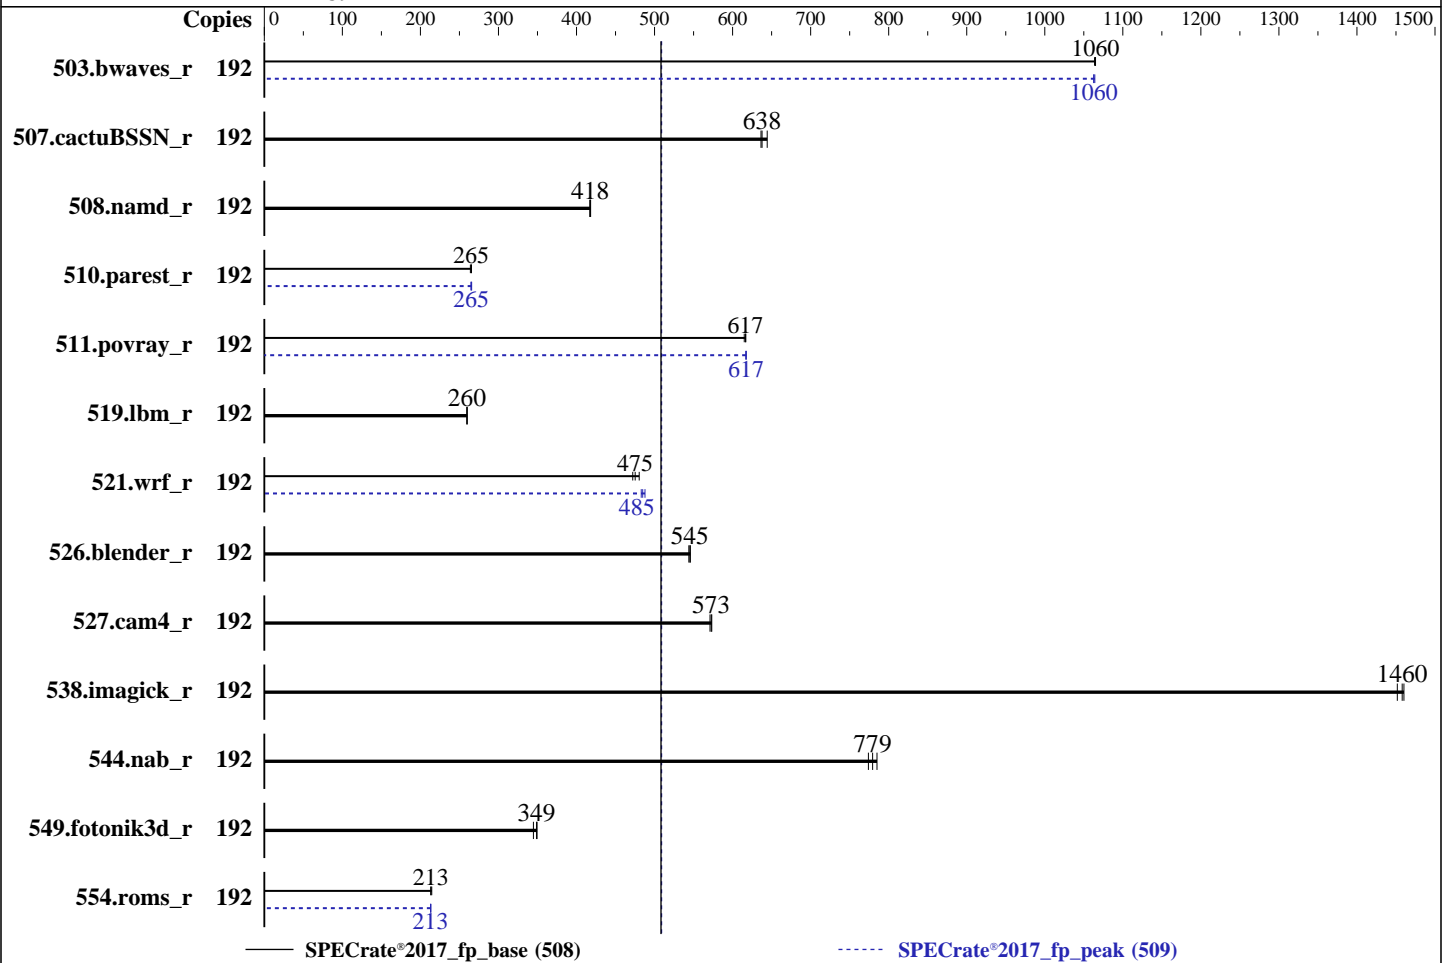 Copies 0 100 200 300 400 500 600 700 800 900 1000 1100 1200 1300 1400 1500
1060
503.bwaves_r 192
1060
638
507.cactuBSSN_r 192
418
508.namd_r 192
265
510.parest_r 192
265
617
511.povray_r 192
617
260
519.lbm_r 192
475
521.wrf_r 192
485
545
526.blender_r 192
573
527.cam4_r 192
1460
538.imagick_r 192
779
544.nab_r 192
349
549.fotonik3d_r 192
213
554.roms_r 192
213
SPECrate®2017_fp_base (508) SPECrate®2017_fp_peak (509)